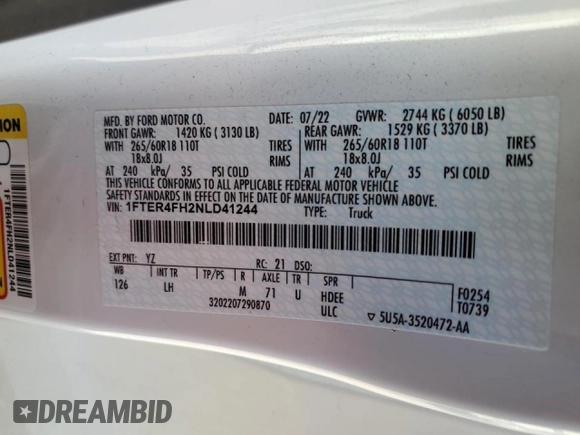 MFD. BY FORD MOTOR CO. 07/22 GVWR: 2744 KG ( 6050 LB)
FRONT GAWR: 1420 KG ( 3130 LB) REAR GAWR: 1529 KG ( 3370 LB)
WITH 265/60R18 110T TIRES WITH 265/60R18 110T TIRES
18x8.0J RIMS 18x8.0J RIMS
AT 240 kPa/ 35 PSI COLD AT 240 kPa/ 35 PSI COLD
THIS VEHICLE CONFORMS TO ALL APPLICABLE FEDERAL MOTOR VEHICLE
SAFETY STANDARDS IN EFFECT ON THE DATE OF MANUFACTURE SHOWN ABOVE.
VIN: 1FTER4FH2NLD41244 TYPE: Truck
EXT PNT: YZ RC: 21 DSO:
WB INT TR TP/PS R AXLE TR SPR
126 LH M 71 U HDEE F0254
3202207290870 ULC T0739
▽ 5U5A-3520472-AA
1FTER4FH2NLD41244
DREAMBID